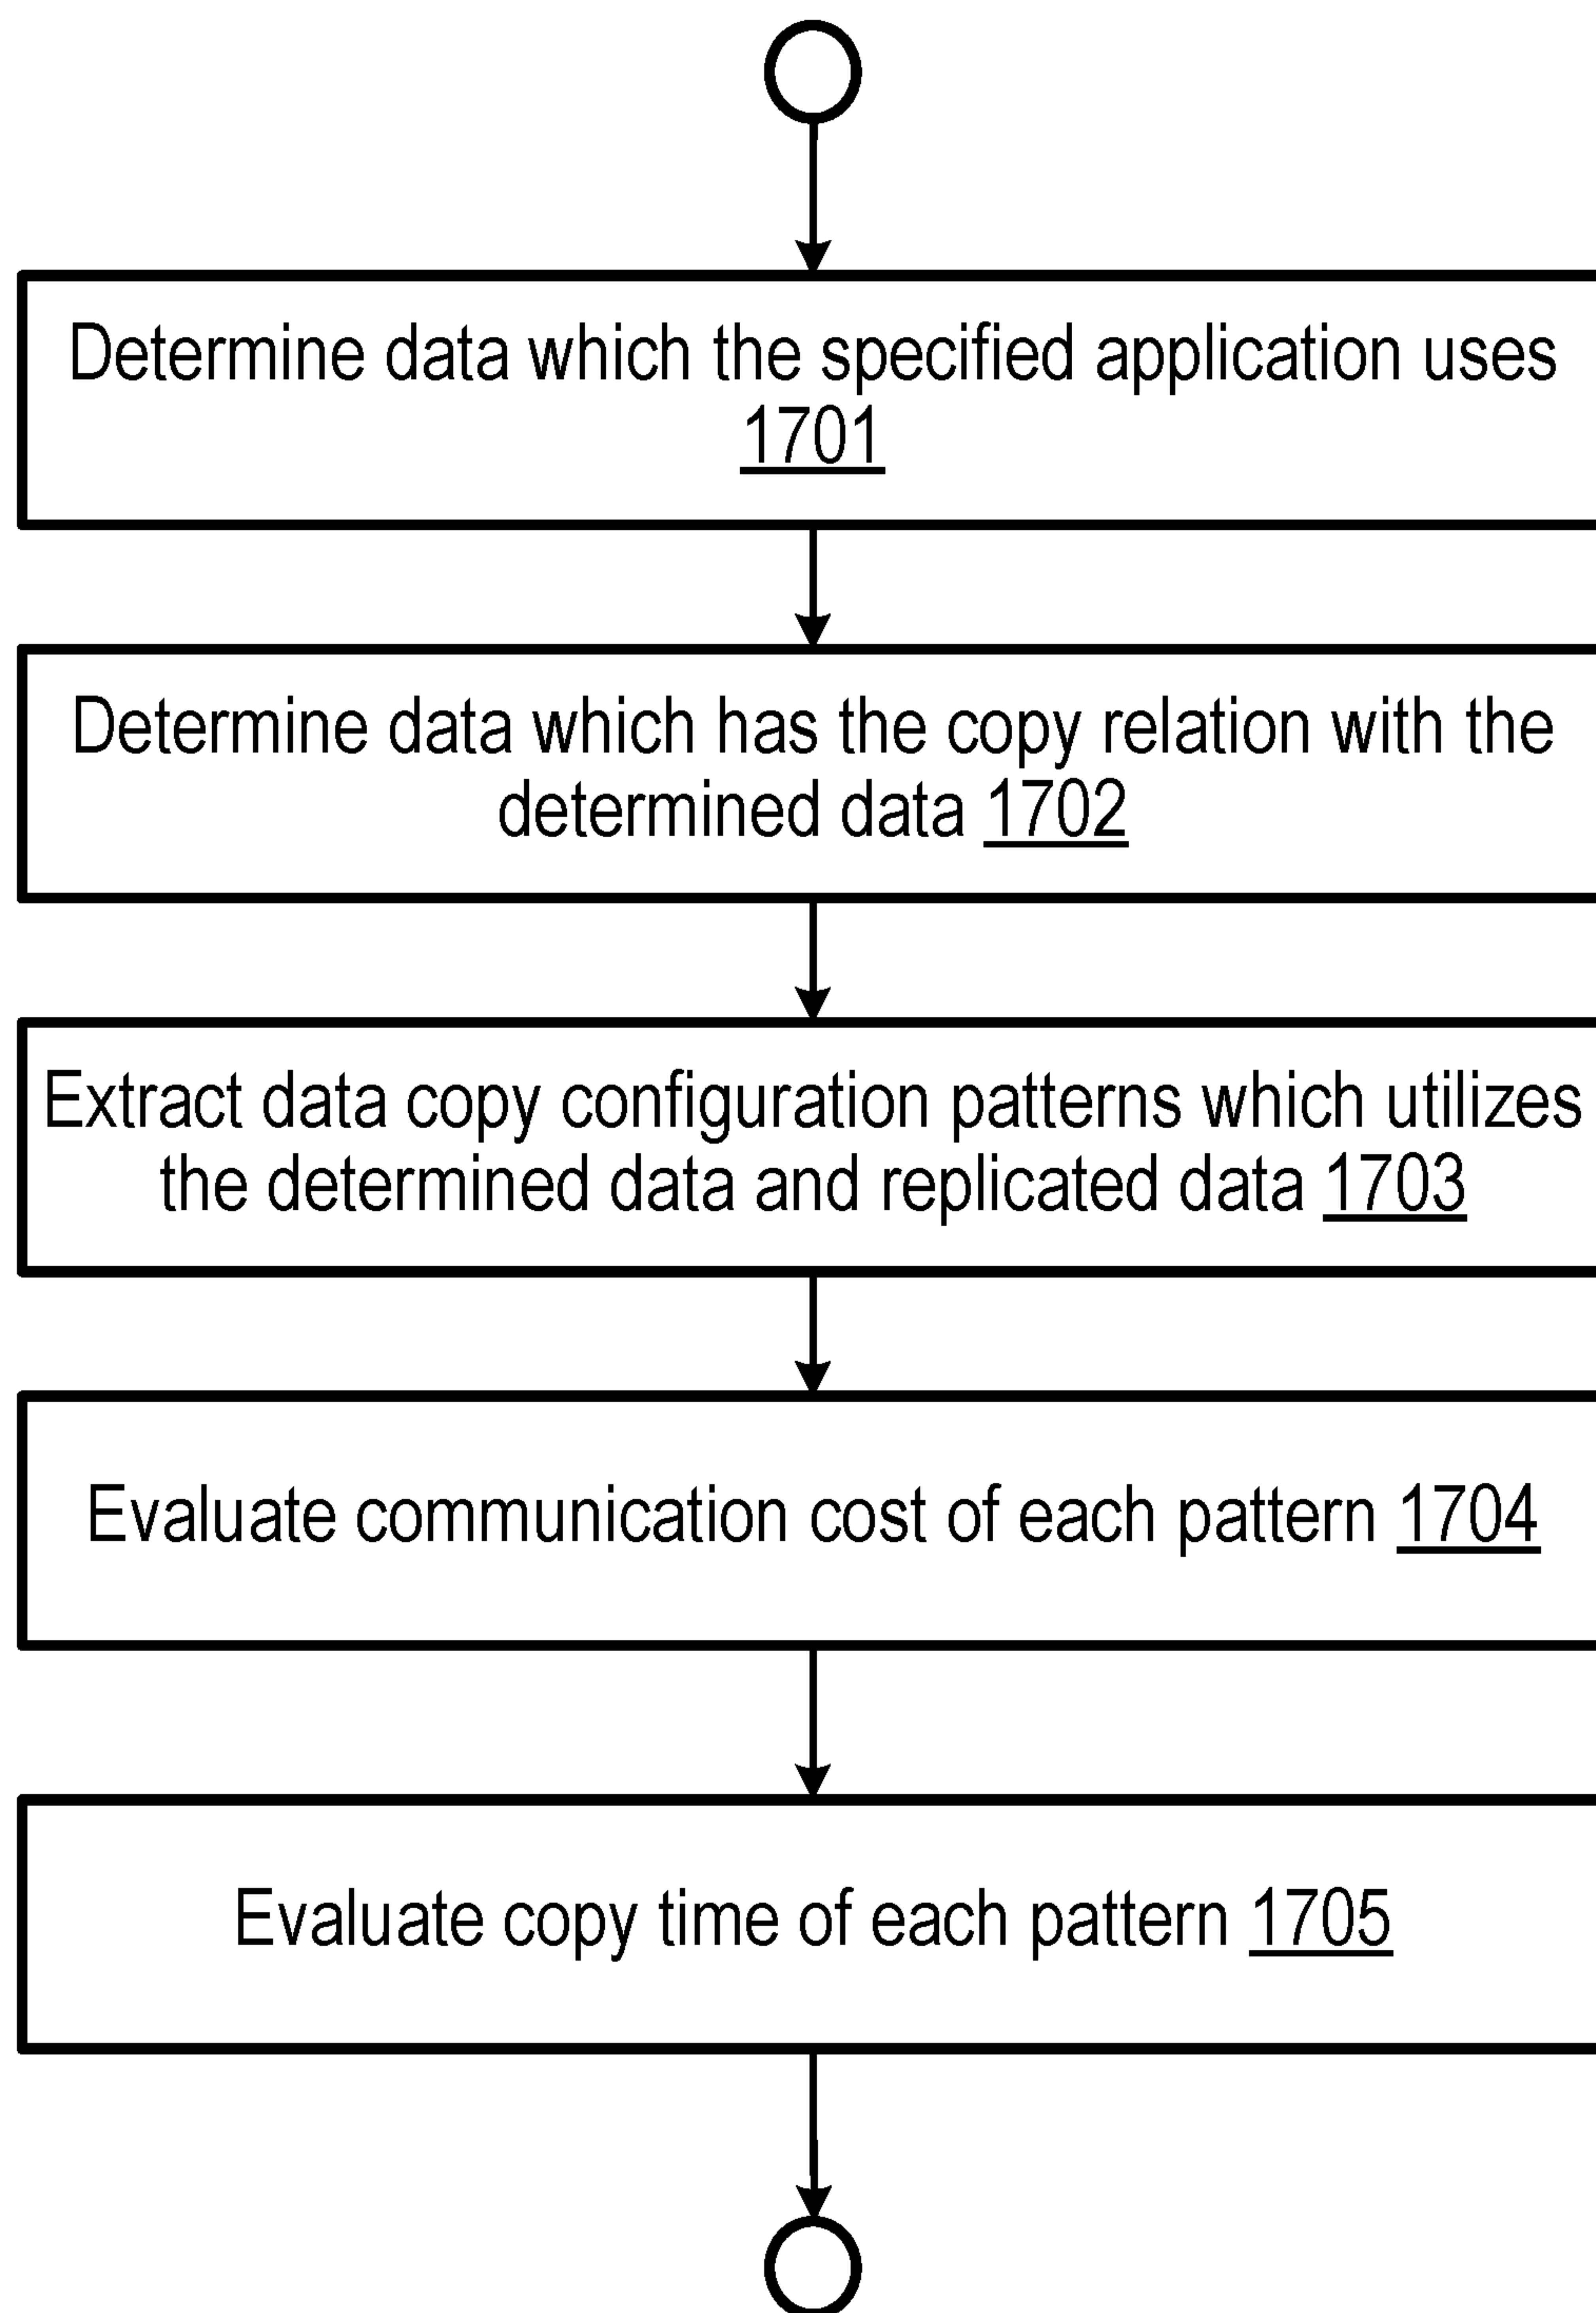 Determine data which the specified application uses
1701
Determine data which has the copy relation with the
determined data 1702
Extract data copy configuration patterns which utilizes
the determined data and replicated data 1703
Evaluate communication cost of each pattern 1704
Evaluate copy time of each pattern 1705